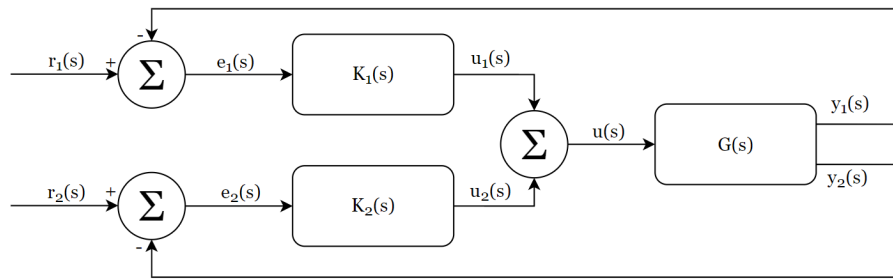 -
r₁(s)
+
Σ
e₁(s)
K₁(s)
u₁(s)
Σ
u(s)
G(s)
y₁(s)
y₂(s)
r₂(s)
+
Σ
-
e₂(s)
K₂(s)
u₂(s)